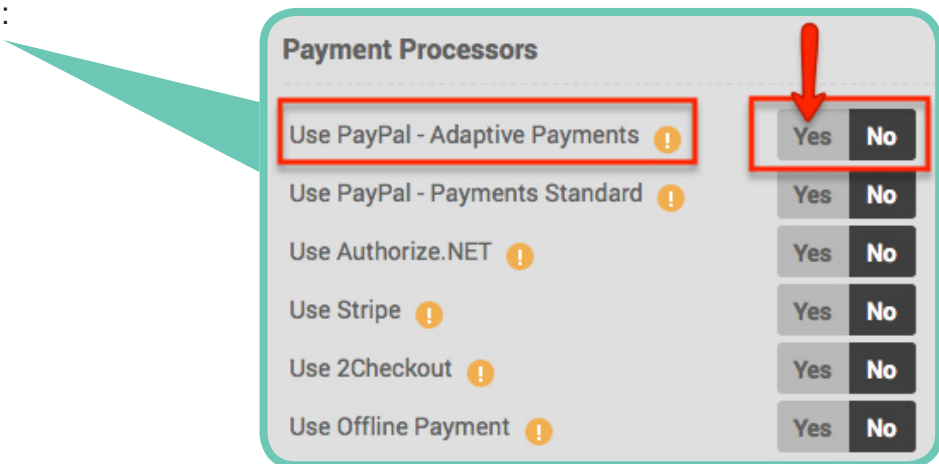 :
Payment Processors
Use PayPal - Adaptive Payments ! Yes No
Use PayPal - Payments Standard ! Yes No
Use Authorize.NET ! Yes No
Use Stripe ! Yes No
Use 2Checkout ! Yes No
Use Offline Payment ! Yes No